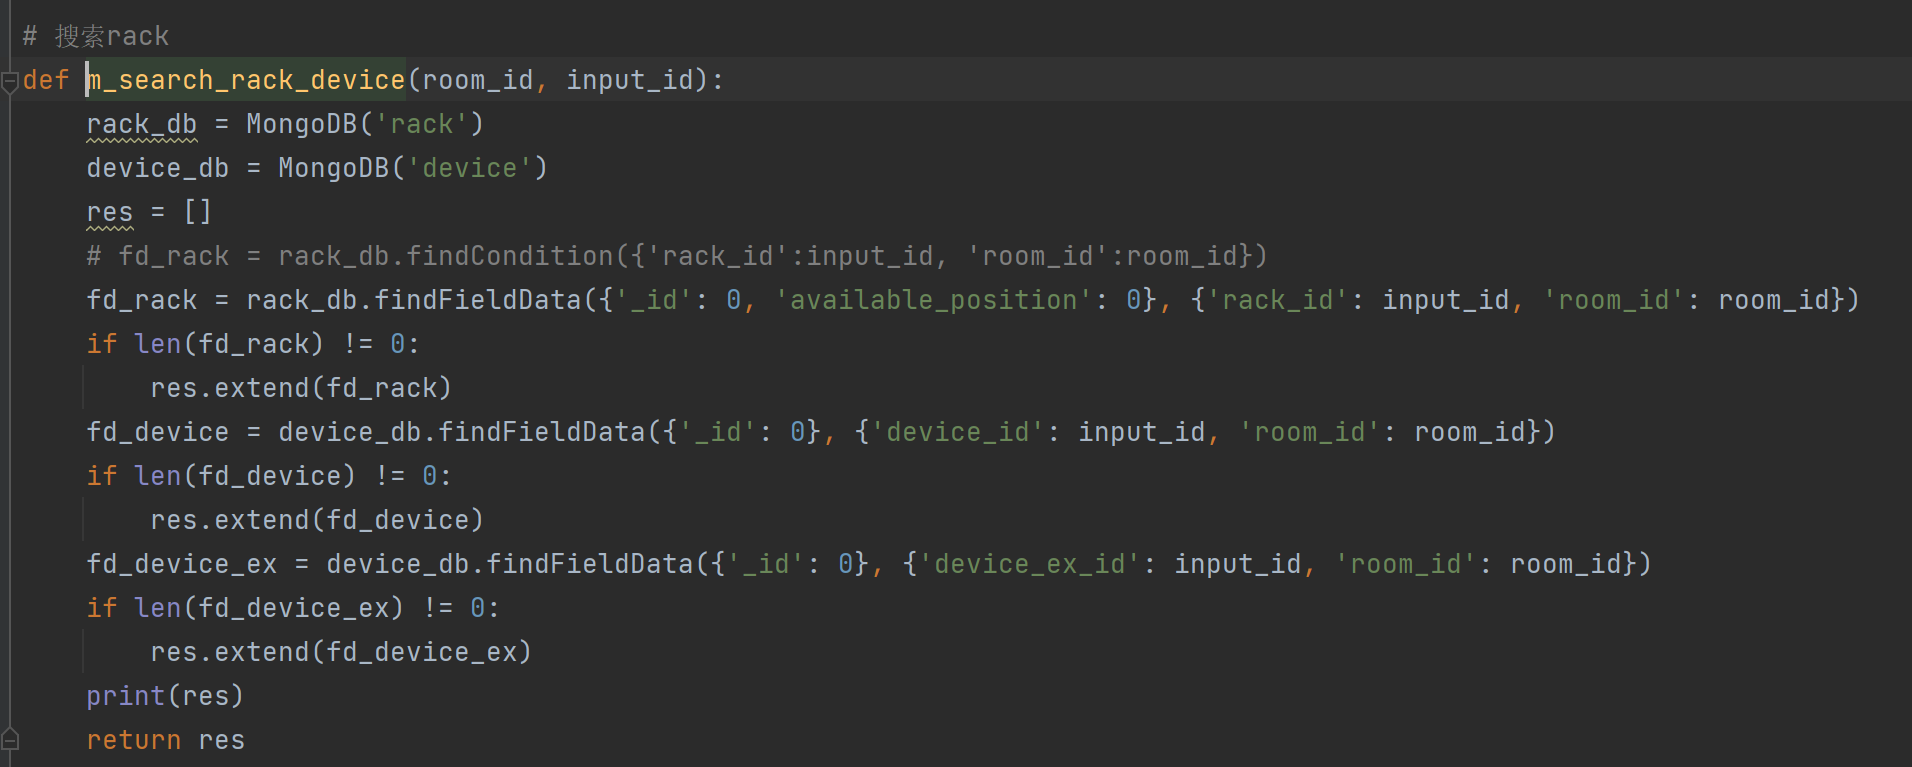 # 搜索rack
def m_search_rack_device(room_id, input_id):
    rack_db = MongoDB('rack')
    device_db = MongoDB('device')
    res = []
    # fd_rack = rack_db.findCondition({'rack_id':input_id, 'room_id':room_id})
    fd_rack = rack_db.findFieldData({'_id': 0, 'available_position': 0}, {'rack_id': input_id, 'room_id': room_id})
    if len(fd_rack) != 0:
        res.extend(fd_rack)
    fd_device = device_db.findFieldData({'_id': 0}, {'device_id': input_id, 'room_id': room_id})
    if len(fd_device) != 0:
        res.extend(fd_device)
    fd_device_ex = device_db.findFieldData({'_id': 0}, {'device_ex_id': input_id, 'room_id': room_id})
    if len(fd_device_ex) != 0:
        res.extend(fd_device_ex)
    print(res)
    return res